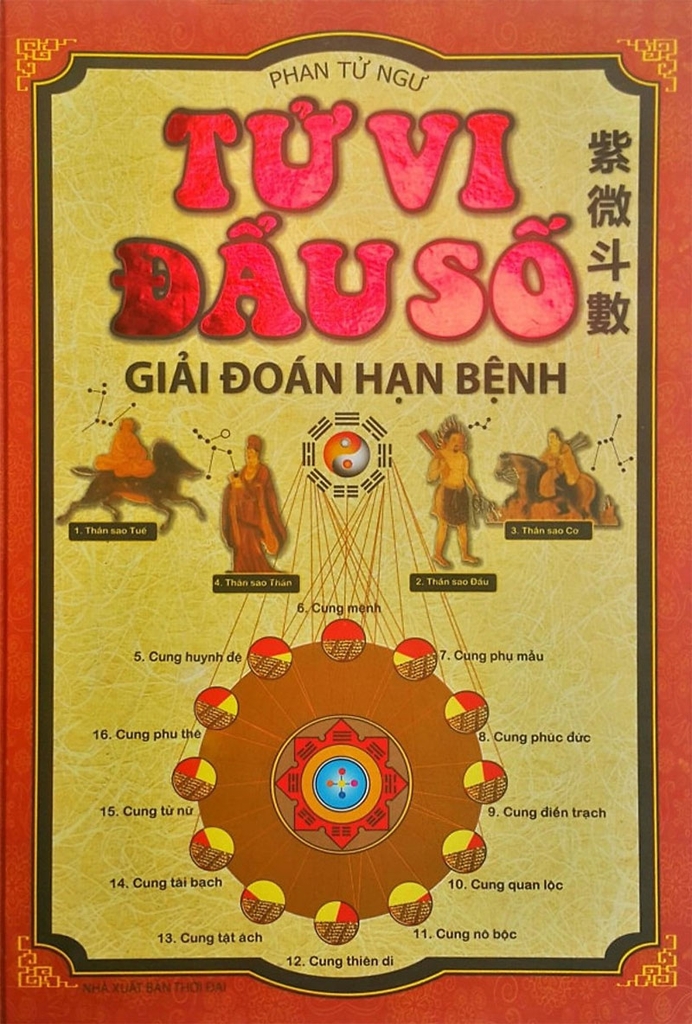 PHAN TỬ NGƯ
TỬ VI
ĐẨU SỐ
紫微斗數
GIẢI ĐOÁN HẠN BỆNH
1. Thần sao Tuế
4. Thần sao Thần
2. Thần sao Đẩu
3. Thần sao Cơ
6. Cung mệnh
5. Cung huynh đệ
7. Cung phụ mẫu
16. Cung phu thê
8. Cung phúc đức
15. Cung tử nữ
9. Cung điền trạch
14. Cung tài bạch
10. Cung quan lộc
13. Cung tật ách
11. Cung nô bộc
12. Cung thiên di
NHÀ XUẤT BẢN THỜI ĐẠI